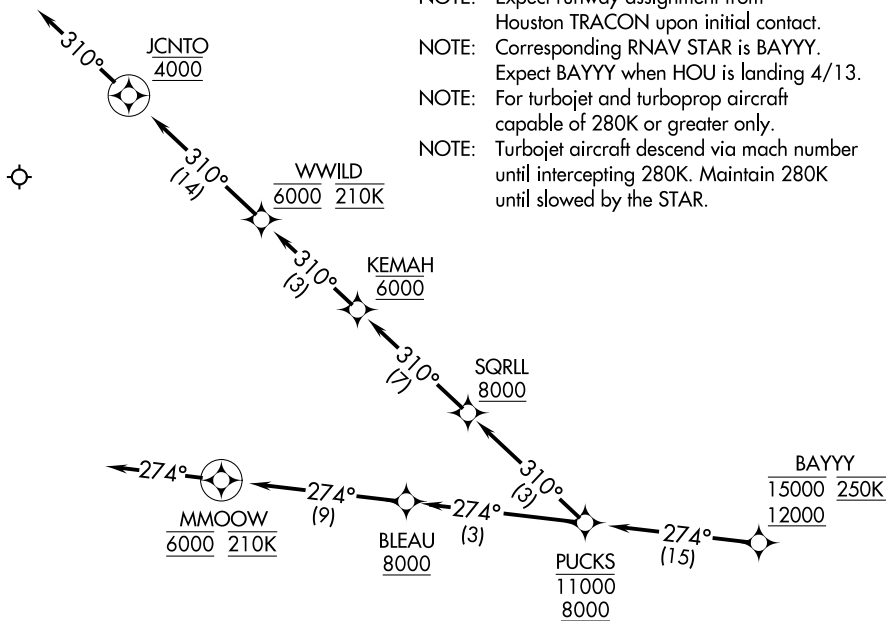 NOTE: Expect runway assignment from
Houston TRACON upon initial contact.
NOTE: Corresponding RNAV STAR is BAYYY.
Expect BAYYY when HOU is landing 4/13.
NOTE: For turbojet and turboprop aircraft
capable of 280K or greater only.
NOTE: Turbojet aircraft descend via mach number
until intercepting 280K. Maintain 280K
until slowed by the STAR.
310°
JCNTO
4000
310°
(14)
WWILD
6000 210K
310°
(3)
KEMAH
6000
310°
(7)
SQRLL
8000
310°
(3)
BAYYY
15000 250K
12000
274°
(15)
PUCKS
11000
8000
274°
(3)
BLEAU
8000
274°
(9)
MMOOW
6000 210K
274°